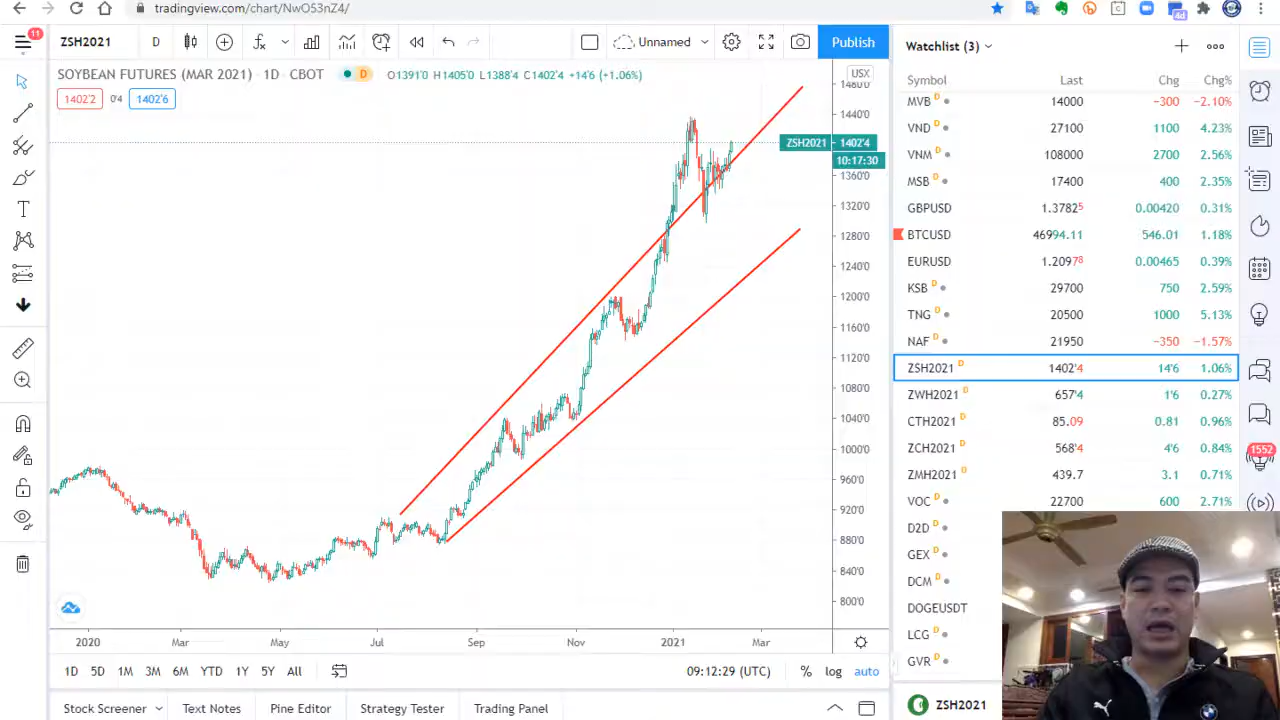 tradingview.com/chart/NwO53nZ4/
4d
11
ZSH2021
D
Unnamed
Publish
SOYBEAN FUTURES (MAR 2021) · 1D · CBOT
D
O1391'0 H1405'0 L1388'4 C1402'4 +14'6 (+1.06%)
1402'2
0'4
1402'6
USX
1480'0
1440'0
ZSH2021 1402'4
10:17:30
1360'0
1320'0
1280'0
1240'0
1200'0
1160'0
1120'0
1080'0
1040'0
1000'0
960'0
920'0
880'0
840'0
800'0
2020 Mar May Jul Sep Nov 2021 Mar
1D 5D 1M 3M 6M YTD 1Y 5Y All
09:12:29 (UTC) % log auto
Stock Screener Text Notes Pine Editor Strategy Tester Trading Panel
Watchlist (3)
Symbol Last Chg Chg%
MVB D 14000 −300 −2.10%
VND D 27100 1100 4.23%
VNM D 108000 2700 2.56%
MSB D 17400 400 2.35%
GBPUSD 1.37825 0.00420 0.31%
BTCUSD 46994.11 546.01 1.18%
EURUSD 1.20978 0.00465 0.39%
KSB D 29700 750 2.59%
TNG D 20500 1000 5.13%
NAF D 21950 −350 −1.57%
ZSH2021 D 1402'4 14'6 1.06%
ZWH2021 D 657'4 1'6 0.27%
CTH2021 D 85.09 0.81 0.96%
ZCH2021 D 568'4 4'6 0.84%
ZMH2021 D 439.7 3.1 0.71%
VOC D 22700 600 2.71%
D2D D
GEX D
DCM D
DOGEUSDT
LCG D
GVR D
ZSH2021
1552